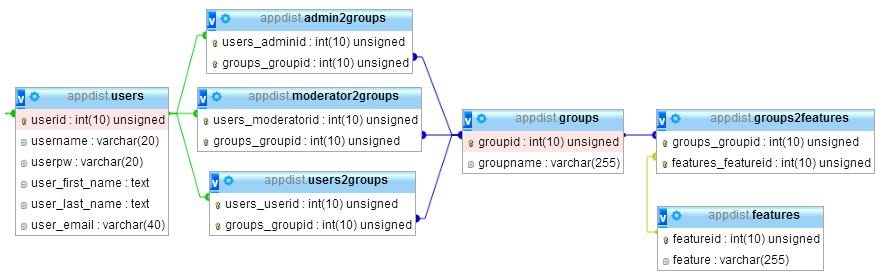 appdist.admin2groups
users_adminid : int(10) unsigned
groups_groupid : int(10) unsigned
appdist.users
userid : int(10) unsigned
username : varchar(20)
userpw : varchar(20)
user_first_name : text
user_last_name : text
user_email : varchar(40)
appdist.moderator2groups
users_moderatorid : int(10) unsigned
groups_groupid : int(10) unsigned
appdist.users2groups
users_userid : int(10) unsigned
groups_groupid : int(10) unsigned
appdist.groups
groupid : int(10) unsigned
groupname : varchar(255)
appdist.groups2features
groups_groupid : int(10) unsigned
features_featureid : int(10) unsigned
appdist.features
featureid : int(10) unsigned
feature : varchar(255)